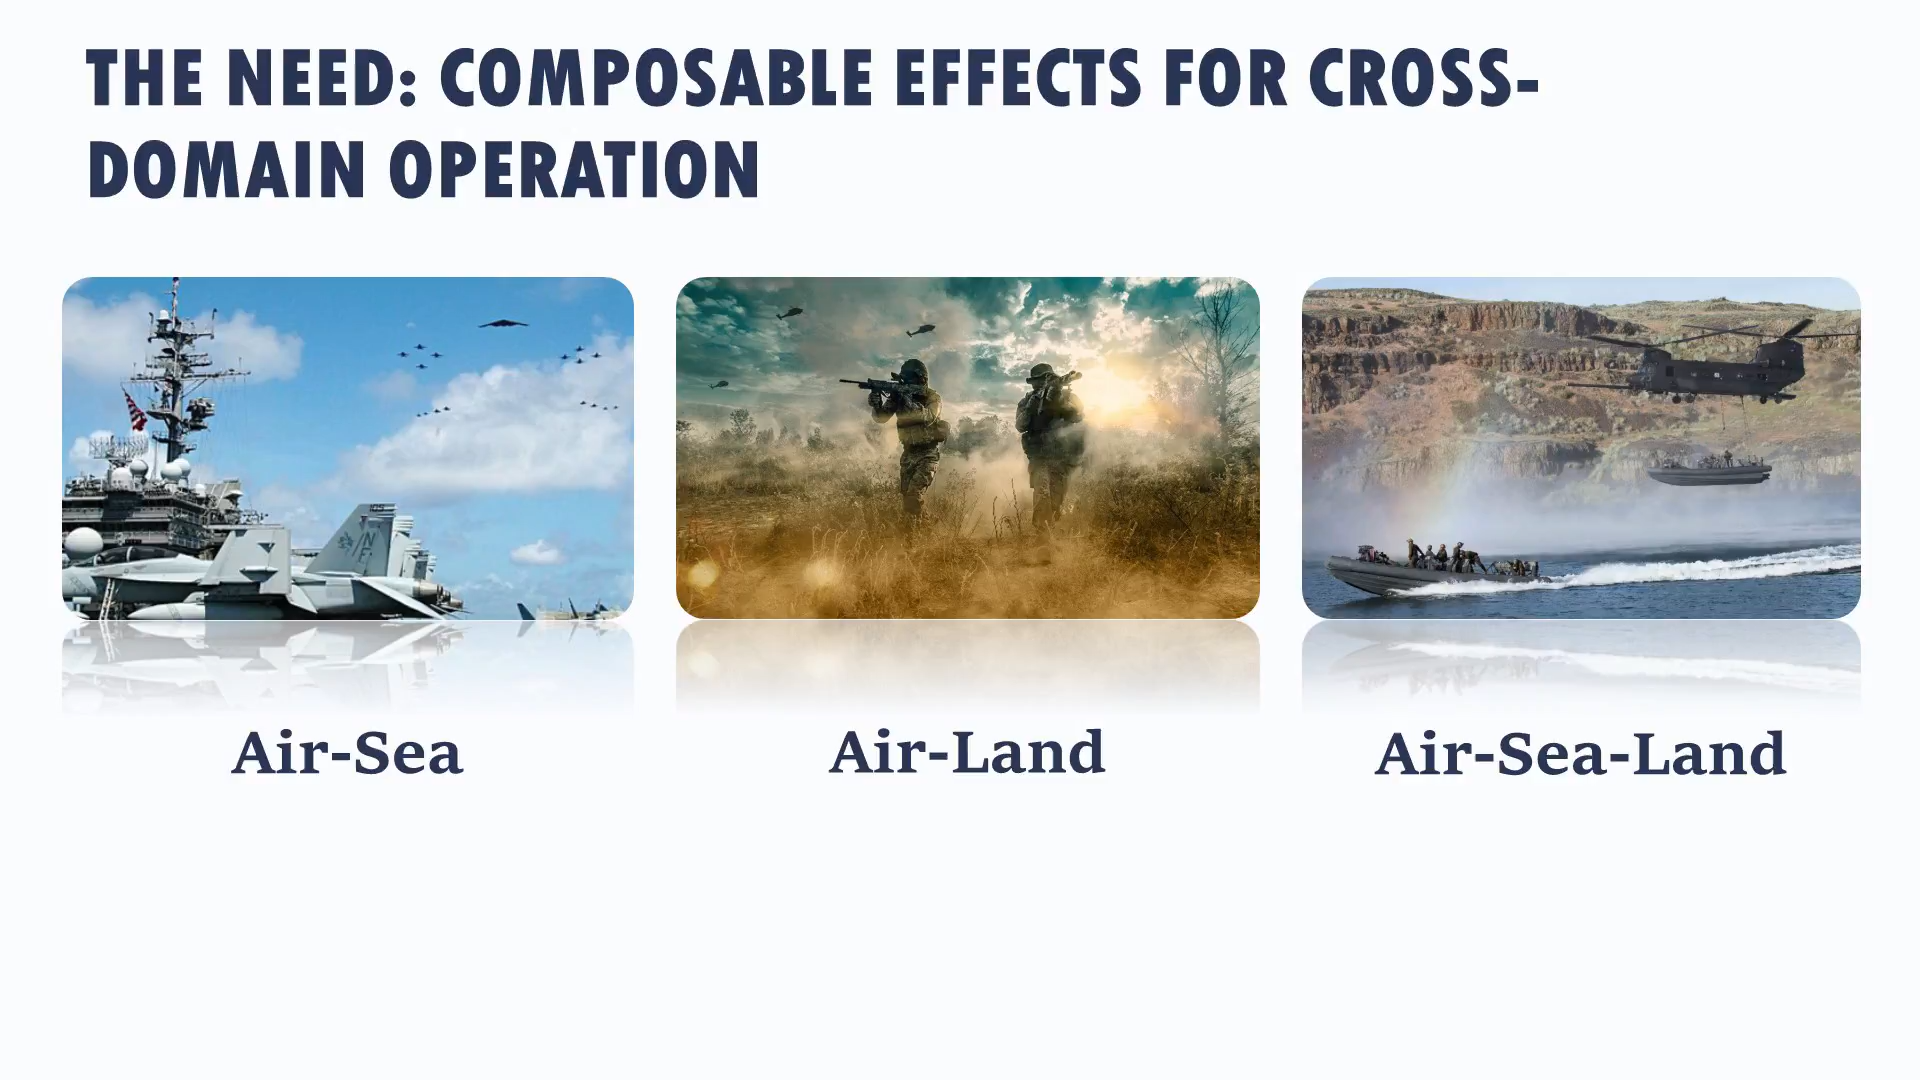 THE NEED: COMPOSABLE EFFECTS FOR CROSS-
DOMAIN OPERATION
Air-Sea
Air-Land
Air-Sea-Land